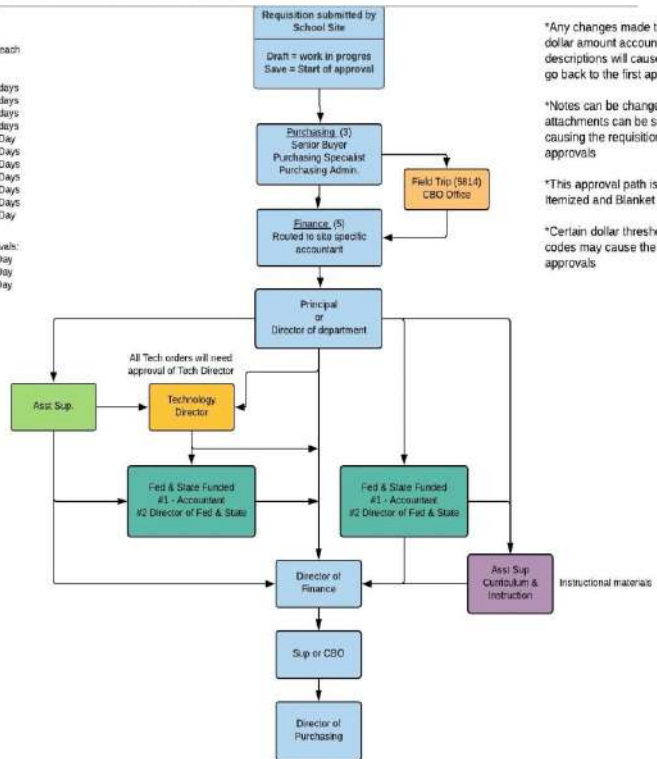 Requisition submitted by
School Site
Draft = work in progres
Save = Start of approval
each
days
days
days
days
Day
Days
Days
Days
Days
Days
Day
vals:
Day
Day
Day
*Any changes made t
dollar amount accoun
descriptions will cause
go back to the first ap
*Notes can be change
attachments can be s
causing the requisition
approvals
*This approval path is
Itemized and Blanket
*Certain dollar thresh
codes may cause the
approvals
Purchasing (3)
Senior Buyer
Purchasing Specialist
Purchasing Admin.
Field Trip (5814)
CBO Office
Finance (5)
Routed to site specific
accountant
Principal
or
Director of department
All Tech orders will need
approval of Tech Director
Asst Sup.
Technology
Director
Fed & State Funded
#1 - Accountant
#2 Director of Fed & State
Fed & State Funded
#1 - Accountant
#2 Director of Fed & State
Director of
Finance
Asst Sup
Curriculum &
Instruction
Instructional materials
Sup or CBO
Director of
Purchasing